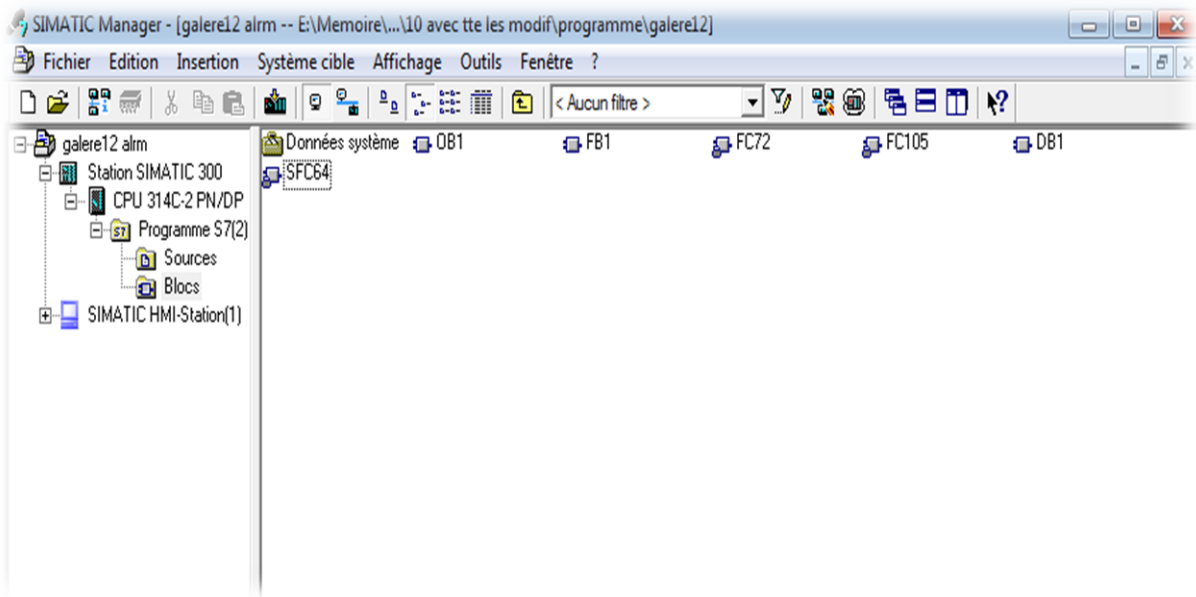 SIMATIC Manager - [galere12 alrm -- E:\Memoire\...\10 avec tte les modif\programme\galere12]
Fichier Edition Insertion Système cible Affichage Outils Fenêtre ?
< Aucun filtre >
galere12 alrm
Station SIMATIC 300
CPU 314C-2 PN/DP
Programme S7(2)
Sources
Blocs
SIMATIC HMI-Station(1)
Données système OB1 FB1 FC72 FC105 DB1
SFC64